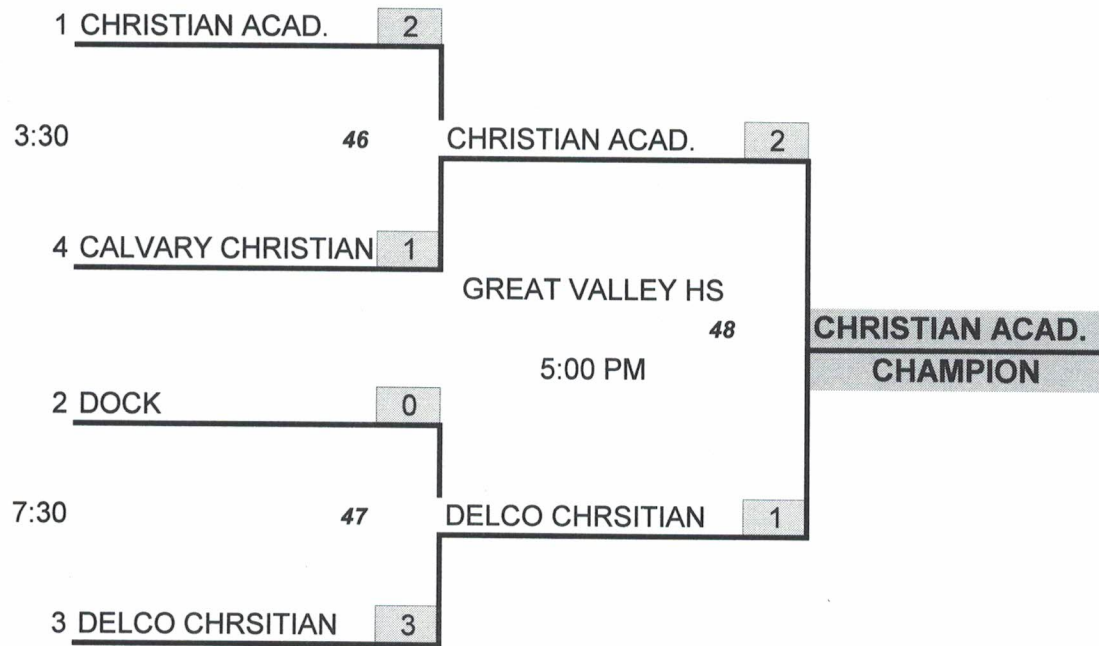 1 CHRISTIAN ACAD. 2
3:30 46 CHRISTIAN ACAD. 2
4 CALVARY CHRISTIAN 1
GREAT VALLEY HS
48 CHRISTIAN ACAD.
5:00 PM CHAMPION
2 DOCK 0
7:30 47 DELCO CHRSITIAN 1
3 DELCO CHRSITIAN 3